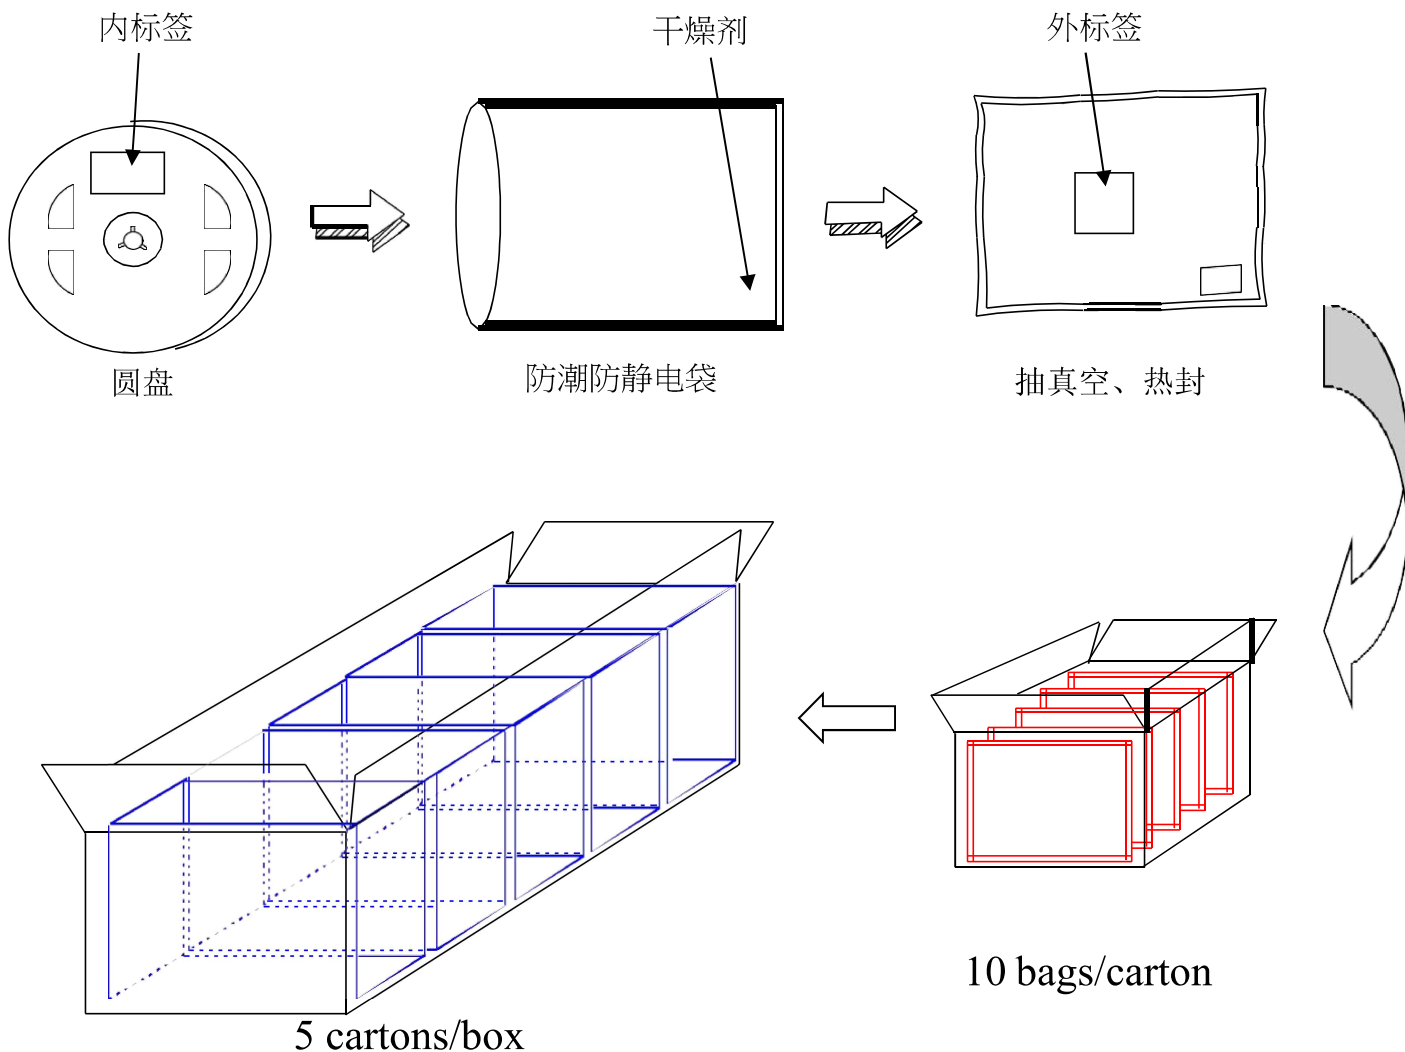 内标签
干燥剂
外标签
圆盘
防潮防静电袋
抽真空、热封
10 bags/carton
5 cartons/box